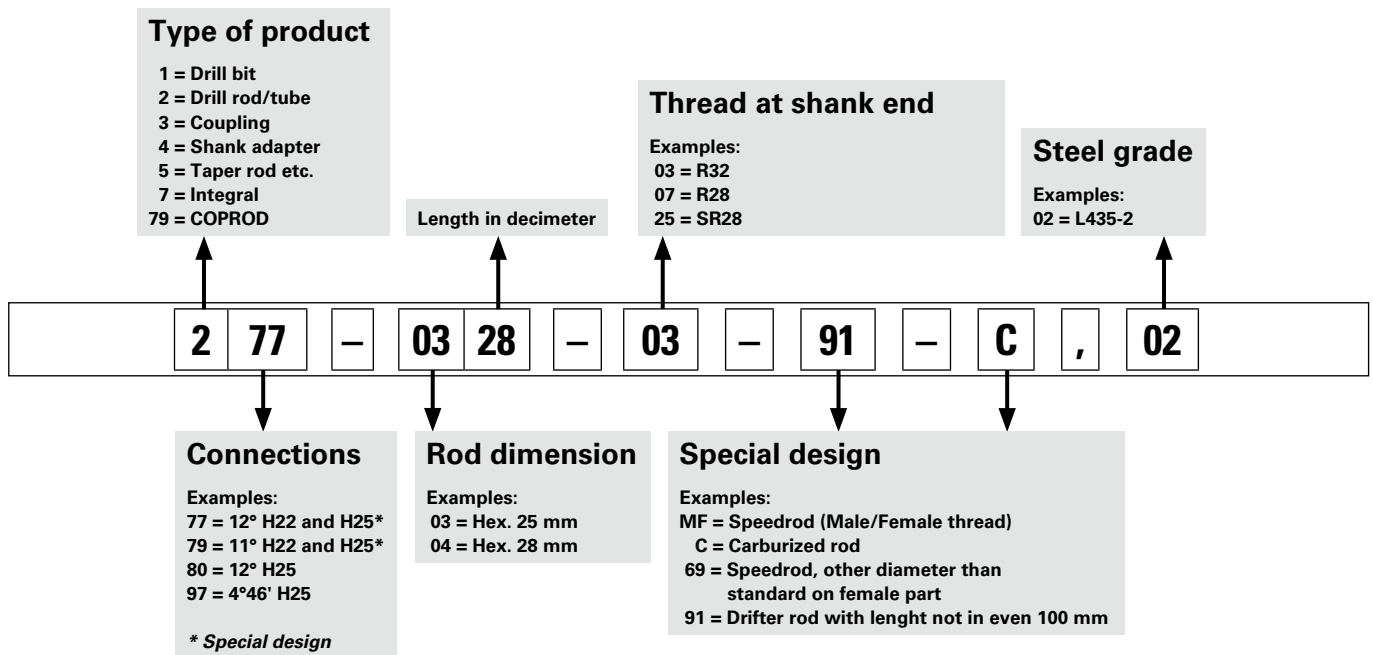 Type of product
1 = Drill bit
2 = Drill rod/tube
3 = Coupling
4 = Shank adapter
5 = Taper rod etc.
7 = Integral
79 = COPROD
Length in decimeter
Thread at shank end
Examples:
03 = R32
07 = R28
25 = SR28
Steel grade
Examples:
02 = L435-2
2 77 – 03 28 – 03 – 91 – C , 02
Connections
Examples:
77 = 12° H22 and H25*
79 = 11° H22 and H25*
80 = 12° H25
97 = 4°46' H25
* Special design
Rod dimension
Examples:
03 = Hex. 25 mm
04 = Hex. 28 mm
Special design
Examples:
MF = Speedrod (Male/Female thread)
C = Carburized rod
69 = Speedrod, other diameter than
standard on female part
91 = Drifter rod with lenght not in even 100 mm